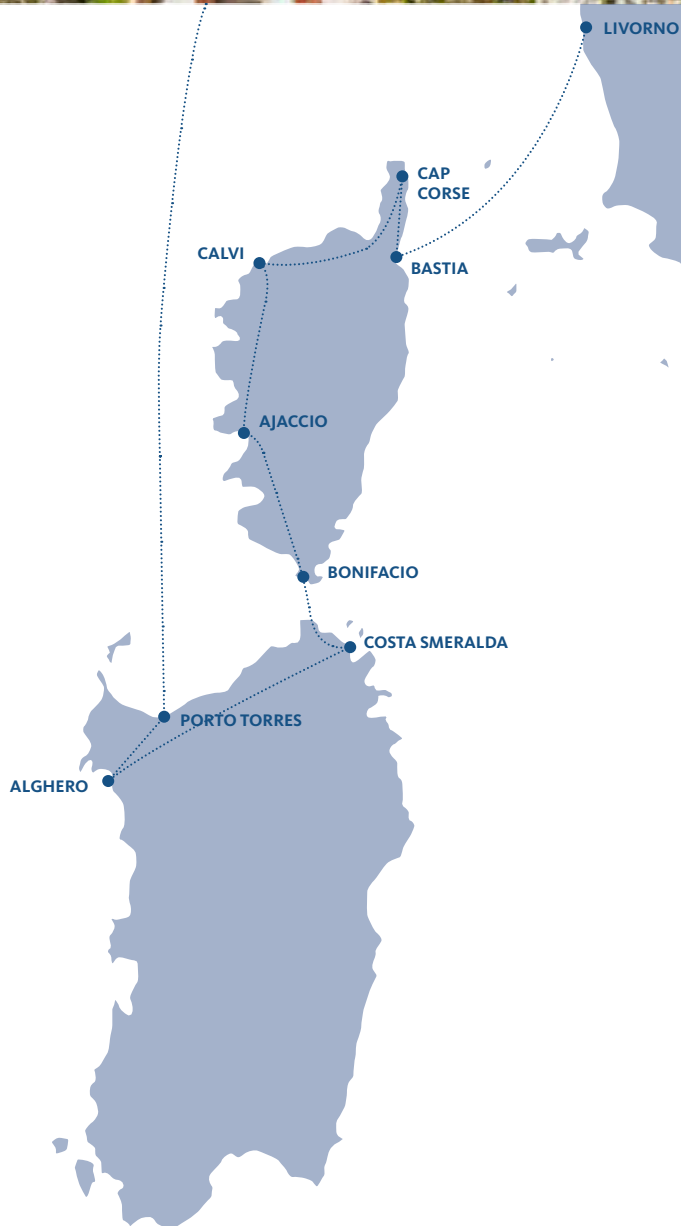 LIVORNO
CAP
CORSE
CALVI
BASTIA
AJACCIO
BONIFACIO
COSTA SMERALDA
PORTO TORRES
ALGHERO